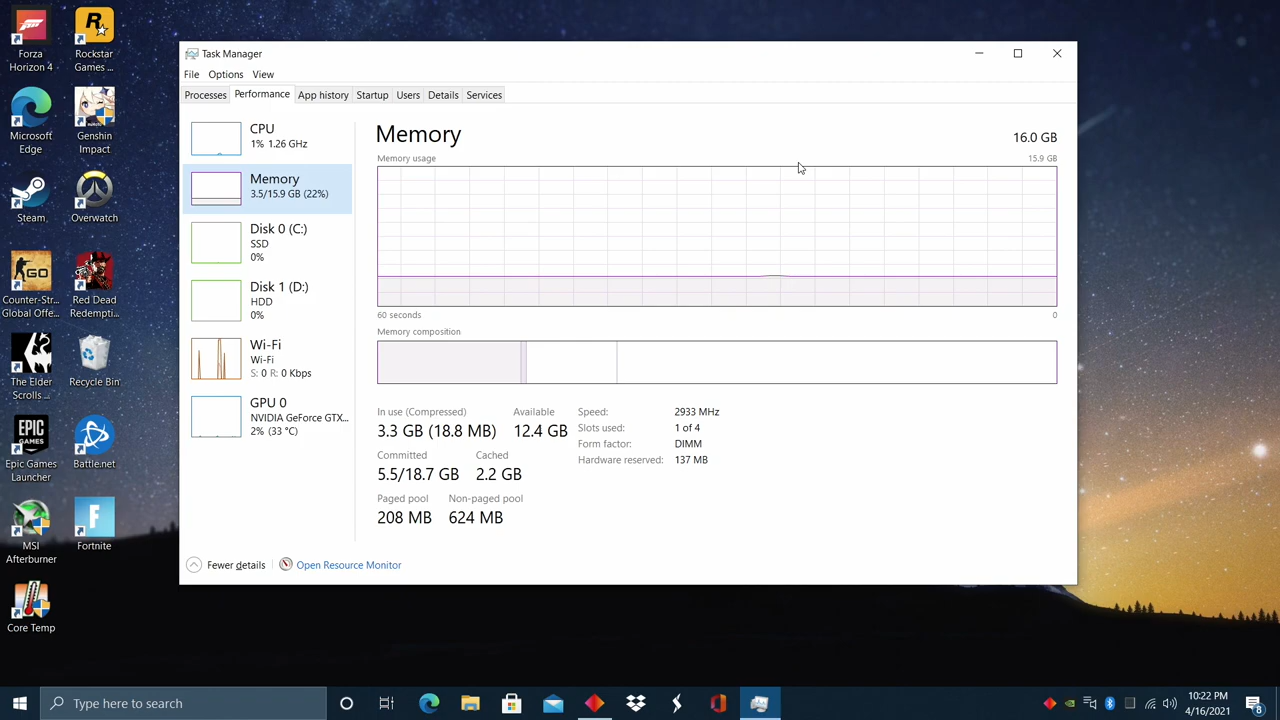 Forza
Horizon 4
Rockstar
Games ...
Microsoft
Edge
Genshin
Impact
Steam
Overwatch
GO
Counter-Str...
Global Offe...
Red Dead
Redempti...
The Elder
Scrolls ...
Recycle Bin
EPIC
GAMES
Epic Games
Launcher
Battle.net
MSI
Afterburner
Fortnite
Core Temp
Task Manager
File Options View
Processes Performance App history Startup Users Details Services
CPU
1% 1.26 GHz
Memory
3.5/15.9 GB (22%)
Disk 0 (C:)
SSD
0%
Disk 1 (D:)
HDD
0%
Wi-Fi
Wi-Fi
S: 0 R: 0 Kbps
GPU 0
NVIDIA GeForce GTX...
2% (33 °C)
Memory 16.0 GB
Memory usage 15.9 GB
60 seconds 0
Memory composition
In use (Compressed) Available
3.3 GB (18.8 MB) 12.4 GB
Committed Cached
5.5/18.7 GB 2.2 GB
Paged pool Non-paged pool
208 MB 624 MB
Speed: 2933 MHz
Slots used: 1 of 4
Form factor: DIMM
Hardware reserved: 137 MB
Fewer details Open Resource Monitor
Type here to search
10:22 PM
4/16/2021
8